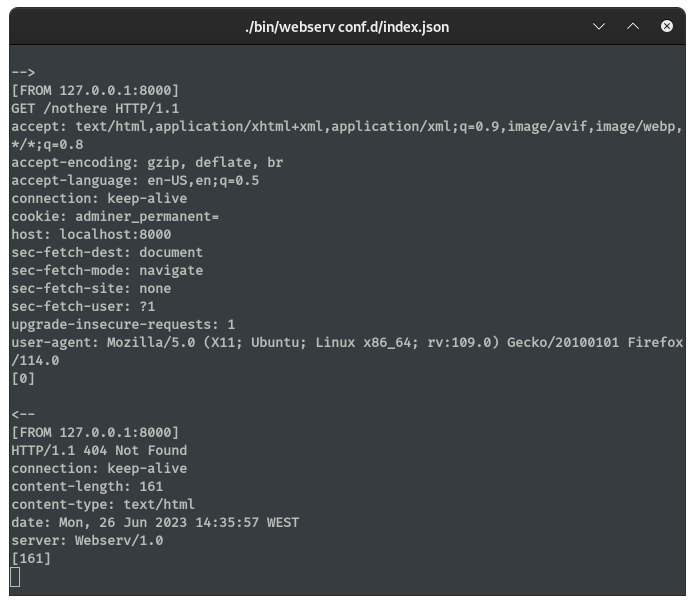 ./bin/webserv conf.d/index.json
-->
[FROM 127.0.0.1:8000]
GET /nothere HTTP/1.1
accept: text/html,application/xhtml+xml,application/xml;q=0.9,image/avif,image/webp,
*/*;q=0.8
accept-encoding: gzip, deflate, br
accept-language: en-US,en;q=0.5
connection: keep-alive
cookie: adminer_permanent=
host: localhost:8000
sec-fetch-dest: document
sec-fetch-mode: navigate
sec-fetch-site: none
sec-fetch-user: ?1
upgrade-insecure-requests: 1
user-agent: Mozilla/5.0 (X11; Ubuntu; Linux x86_64; rv:109.0) Gecko/20100101 Firefox
/114.0
[0]
<--
[FROM 127.0.0.1:8000]
HTTP/1.1 404 Not Found
connection: keep-alive
content-length: 161
content-type: text/html
date: Mon, 26 Jun 2023 14:35:57 WEST
server: Webserv/1.0
[161]